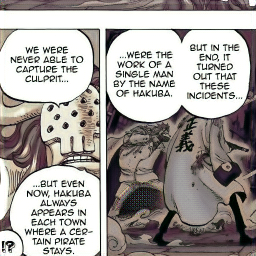 BUT IN THE
END, IT
TURNED
OUT THAT
THESE
INCIDENTS...
...WERE THE
WORK OF A
SINGLE MAN
BY THE NAME
OF HAKUBA.
正義
WE WERE
NEVER ABLE TO
CAPTURE THE
CULPRIT...
...BUT EVEN
NOW, HAKUBA
ALWAYS
APPEARS IN
EACH TOWN
WHERE A CER-
TAIN PIRATE
STAYS.
!?